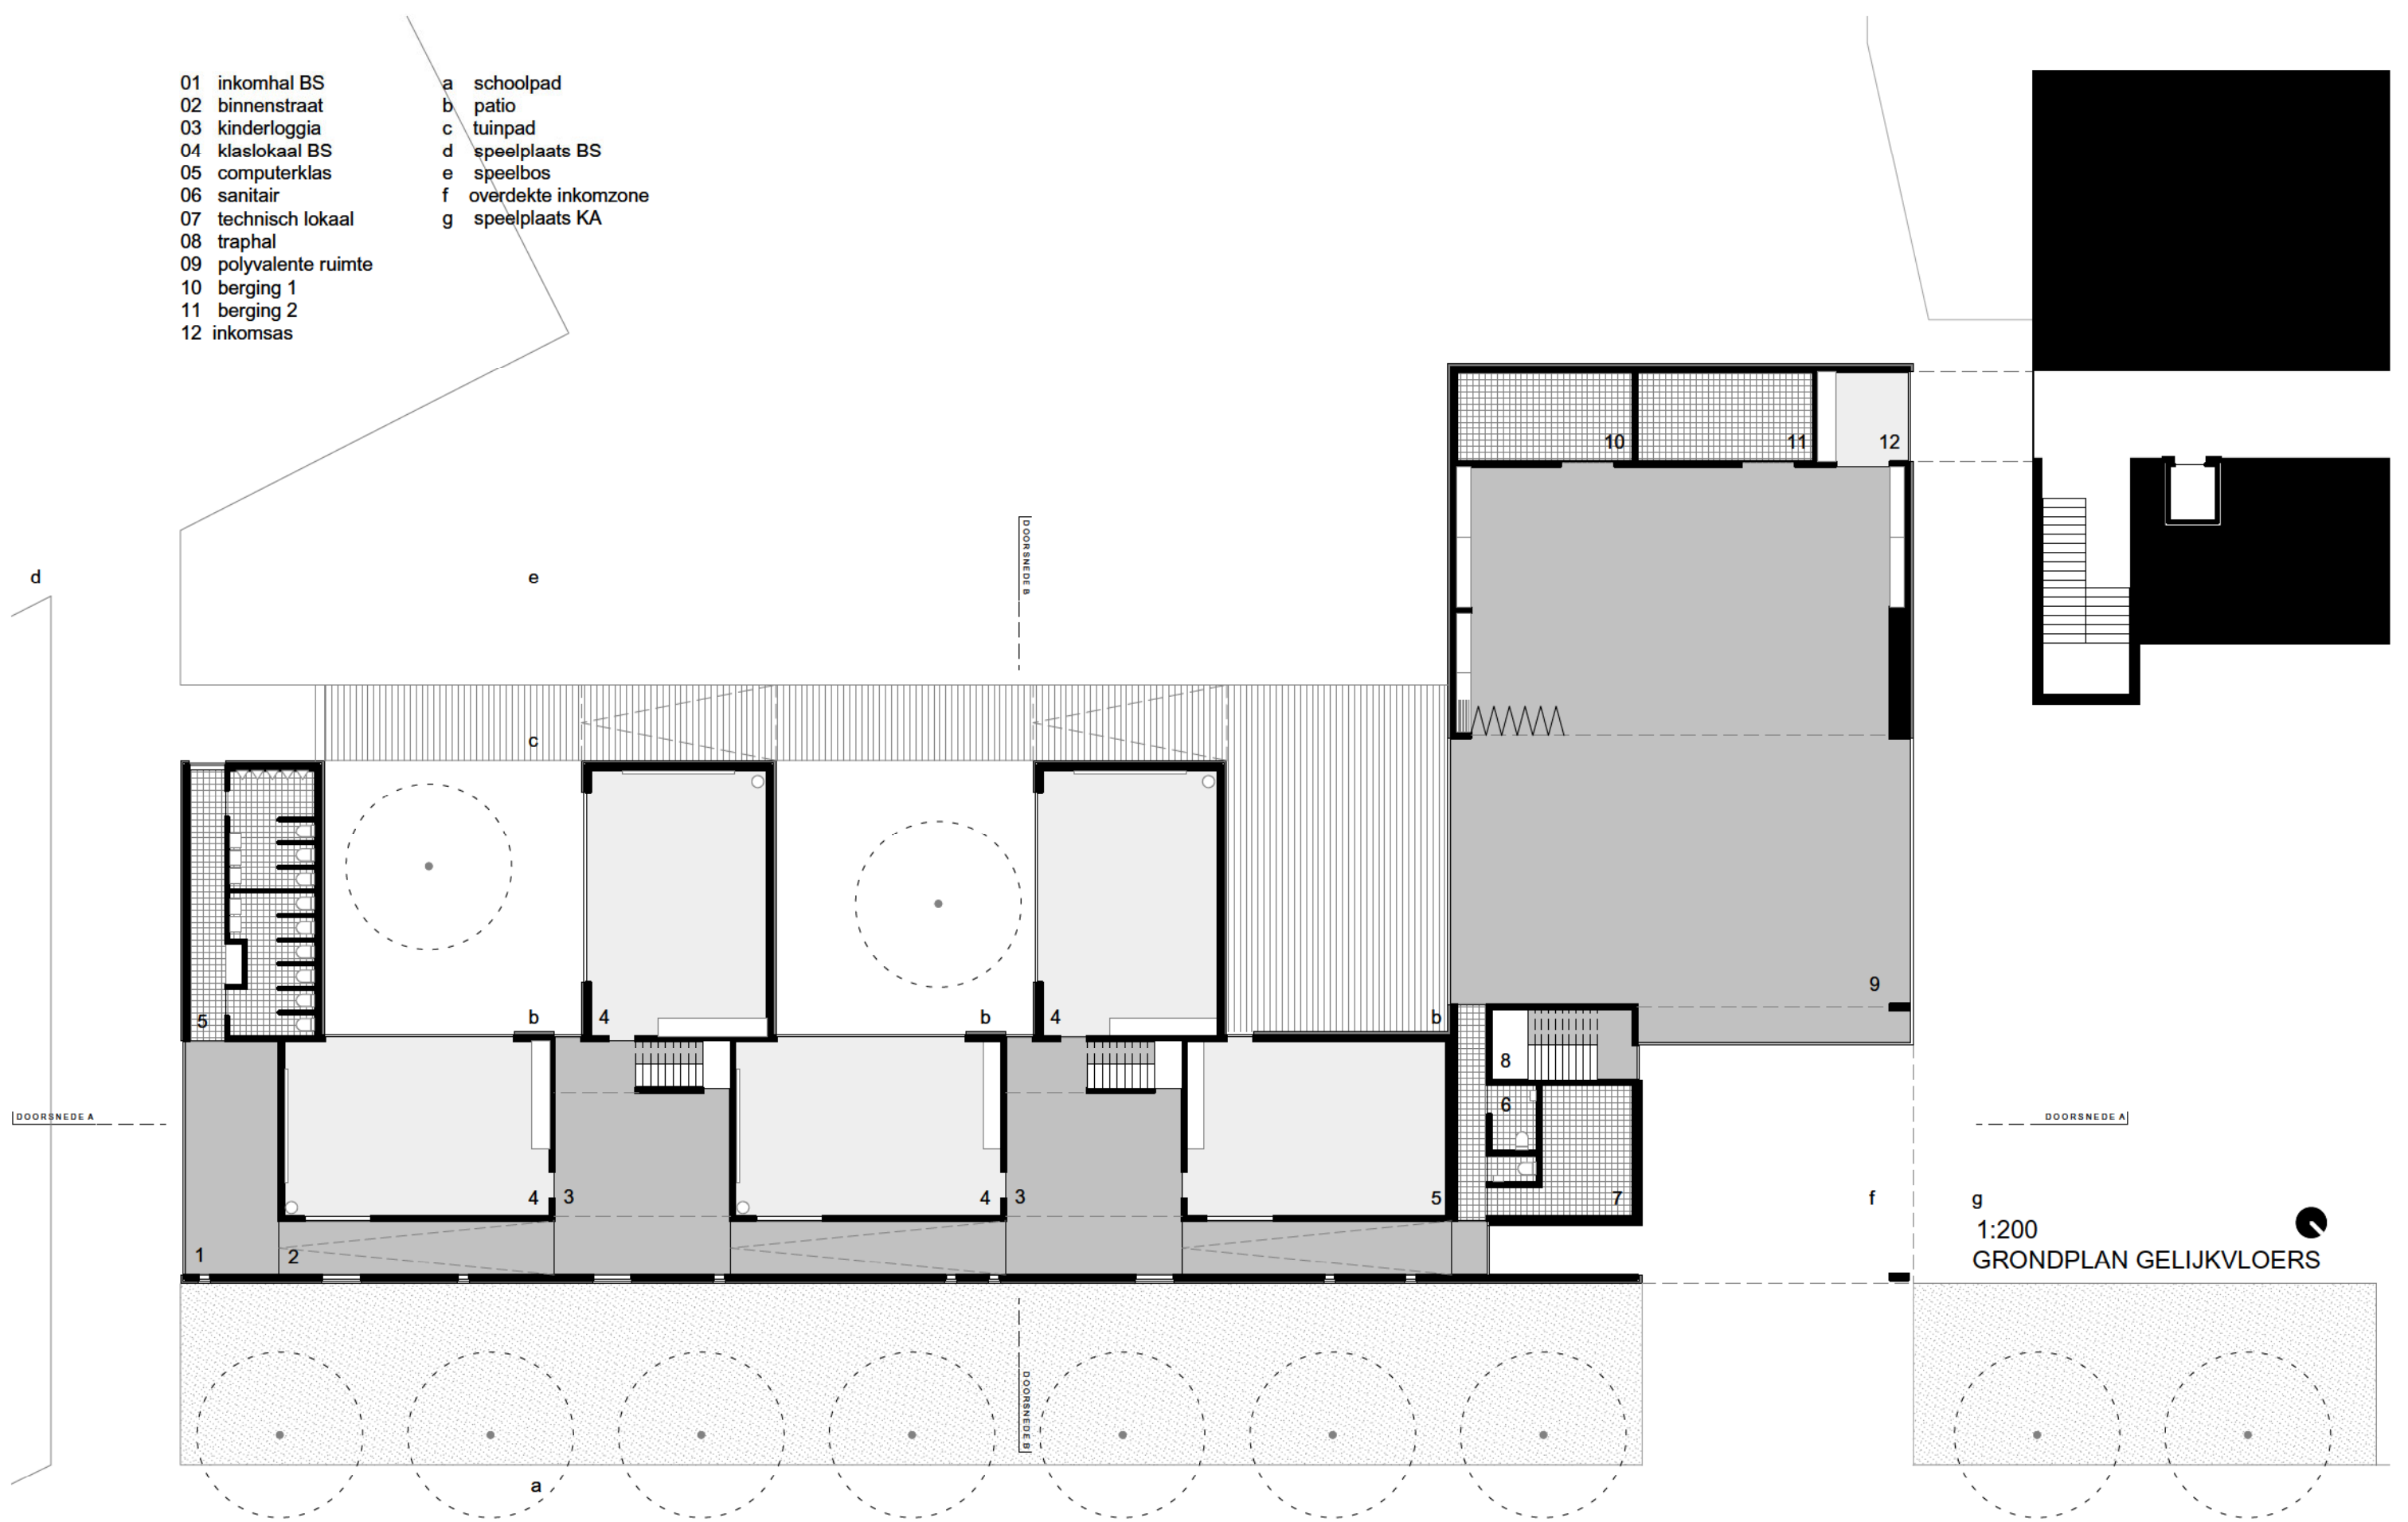 01 inkomhal BS
02 binnenstraat
03 kinderloggia
04 klaslokaal BS
05 computerklas
06 sanitair
07 technisch lokaal
08 traphal
09 polyvalente ruimte
10 berging 1
11 berging 2
12 inkomsas
a schoolpad
b patio
c tuinpad
d speelplaats BS
e speelbos
f overdekte inkomzone
g speelplaats KA
10
11
12
DOORSNEDE B
d
e
c
9
5
b
4
b
4
b
8
6
DOORSNEDE A
DOORSNEDE A
4
3
4
3
5
7
f
g
1:200
GRONDPLAN GELIJKVLOERS
1
2
DOORSNEDE B
a